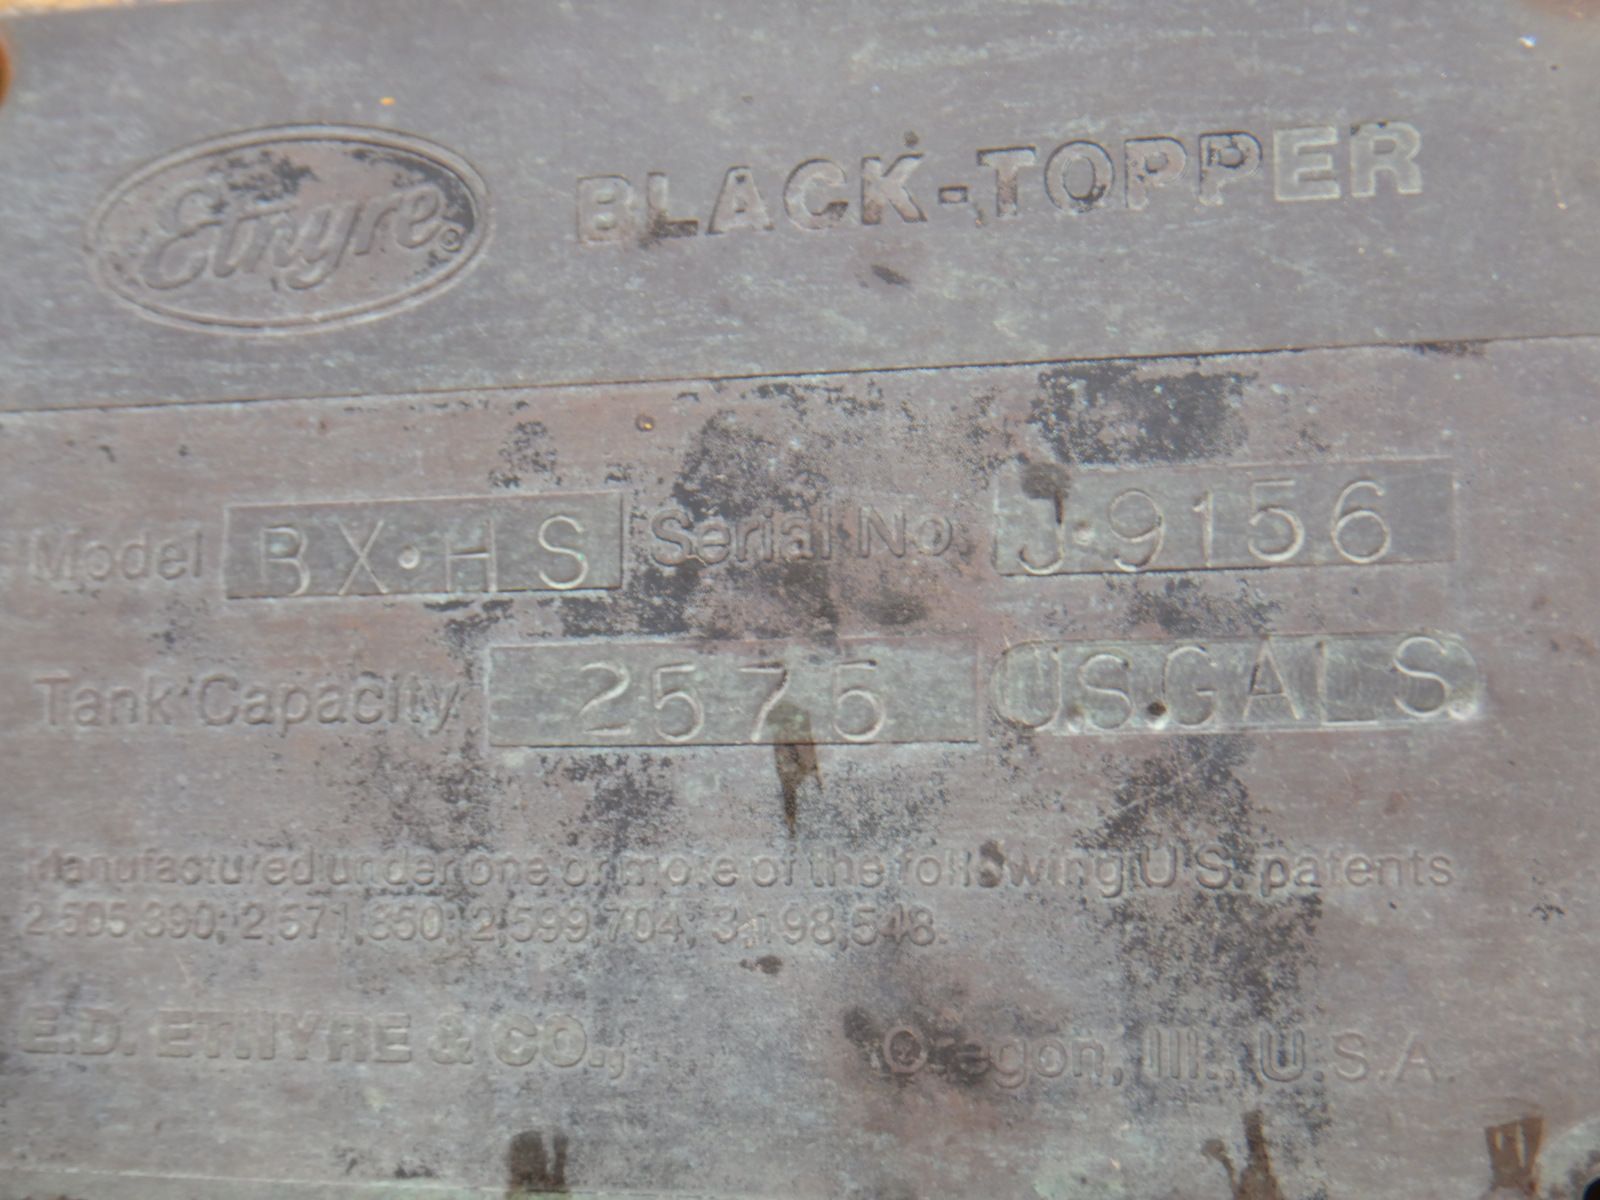 Etnyre® BLACK-TOPPER
Model BX·HS Serial No. J·9156
Tank Capacity 2575 U.S.GALS.
Manufactured under one or more of the following U.S. patents
2,505,390; 2,571,350; 2,599,704; 3,198,548.
E.D. ETNYRE & CO., Oregon, Ill., U.S.A.